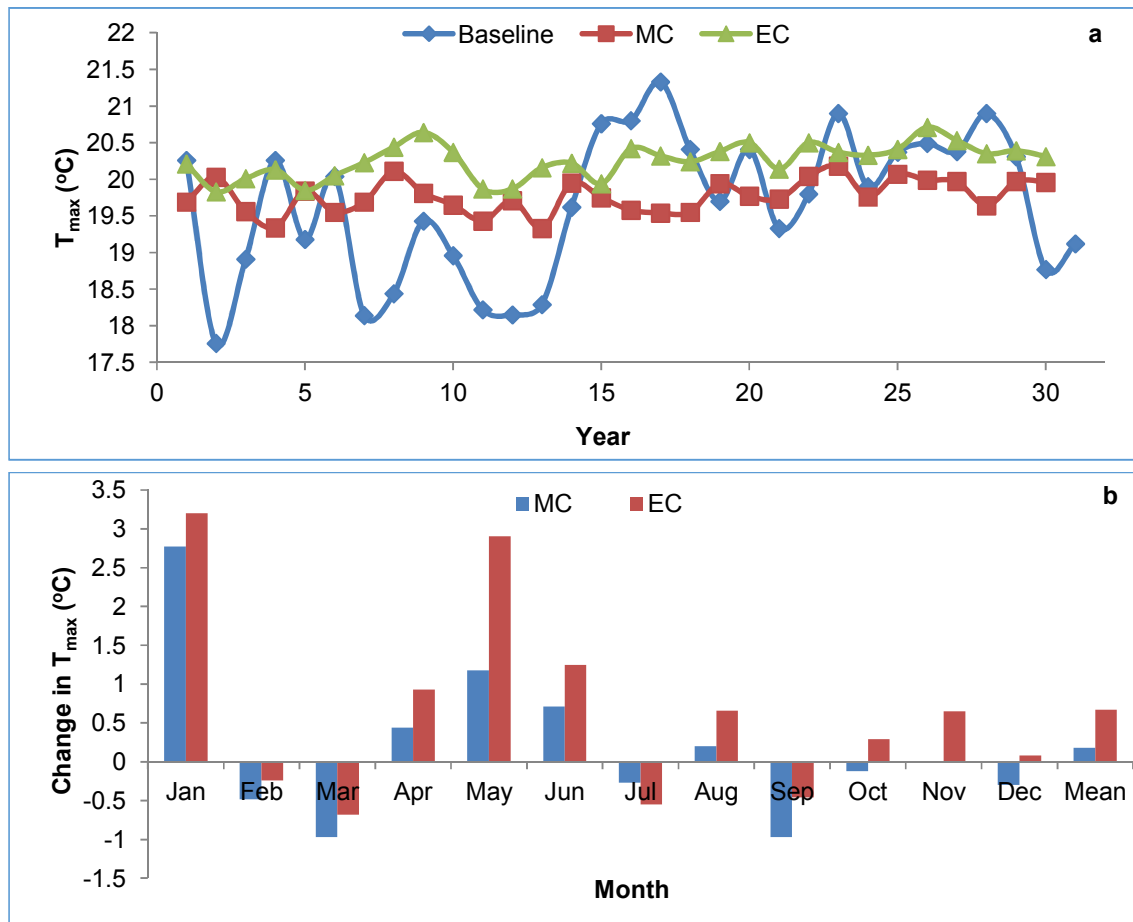 Baseline MC EC
a
22
21.5
21
20.5
20
19.5
19
18.5
18
17.5
T_max (ºC)
0 5 10 15 20 25 30
Year
MC EC
b
3.5
3
2.5
2
1.5
1
0.5
0
-0.5
-1
-1.5
Change in T_max (ºC)
Jan Feb Mar Apr May Jun Jul Aug Sep Oct Nov Dec Mean
Month